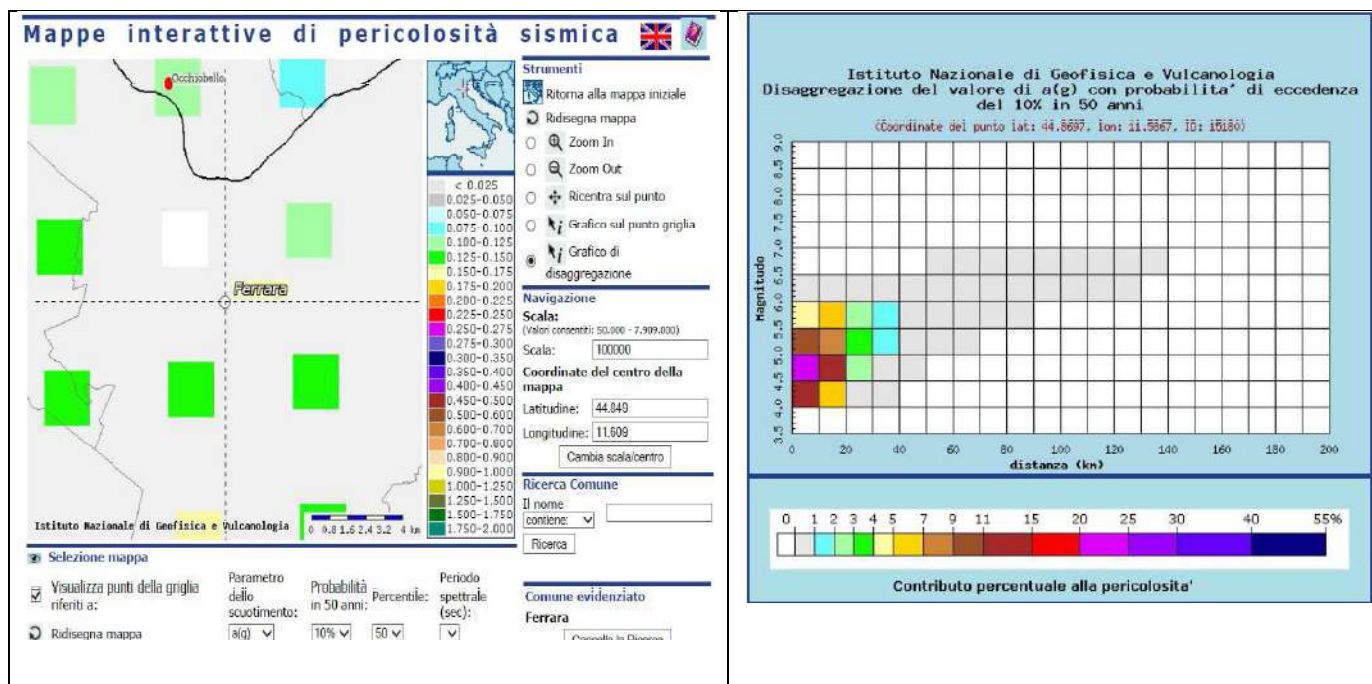 Mappe interattive di pericolosità sismica
Occhiobello
Ferrara
Istituto Nazionale di Geofisica e Vulcanologia
0 0.8 1.6 2.4 3.2 4 km
< 0.025
0.025-0.050
0.050-0.075
0.075-0.100
0.100-0.125
0.125-0.150
0.150-0.175
0.175-0.200
0.200-0.225
0.225-0.250
0.250-0.275
0.275-0.300
0.300-0.350
0.350-0.400
0.400-0.450
0.450-0.500
0.500-0.600
0.600-0.700
0.700-0.800
0.800-0.900
0.900-1.000
1.000-1.250
1.250-1.500
1.500-1.750
1.750-2.000
Strumenti
Ritorna alla mappa iniziale
Ridisegna mappa
Zoom In
Zoom Out
Ricentra sul punto
Grafico sul punto griglia
Grafico di
disaggregazione
Navigazione
Scala:
(Valori consentiti: 50.000 - 7.909.000)
Scala: 100000
Coordinate del centro della
mappa
Latitudine: 44.849
Longitudine: 11.609
Cambia scala/centro
Ricerca Comune
Il nome
contiene:
Ricerca
Selezione mappa
Visualizza punti della griglia
riferiti a:
Ridisegna mappa
Parametro
dello
scuotimento:
a(g)
Probabilità
in 50 anni:
10%
Percentile:
50
Periodo
spettrale
(sec):
Comune evidenziato
Ferrara
Cancella la Ricerca
Istituto Nazionale di Geofisica e Vulcanologia
Disaggregazione del valore di a(g) con probabilita' di eccedenza
del 10% in 50 anni
(Coordinate del punto lat: 44.8697, lon: 11.5867, ID: 15180)
Magnitudo
9.0
8.5
8.0
7.5
7.0
6.5
6.0
5.5
5.0
4.5
4.0
3.5
0 20 40 60 80 100 120 140 160 180 200
distanza (km)
0 1 2 3 4 5 7 9 11 15 20 25 30 40 55%
Contributo percentuale alla pericolosita'